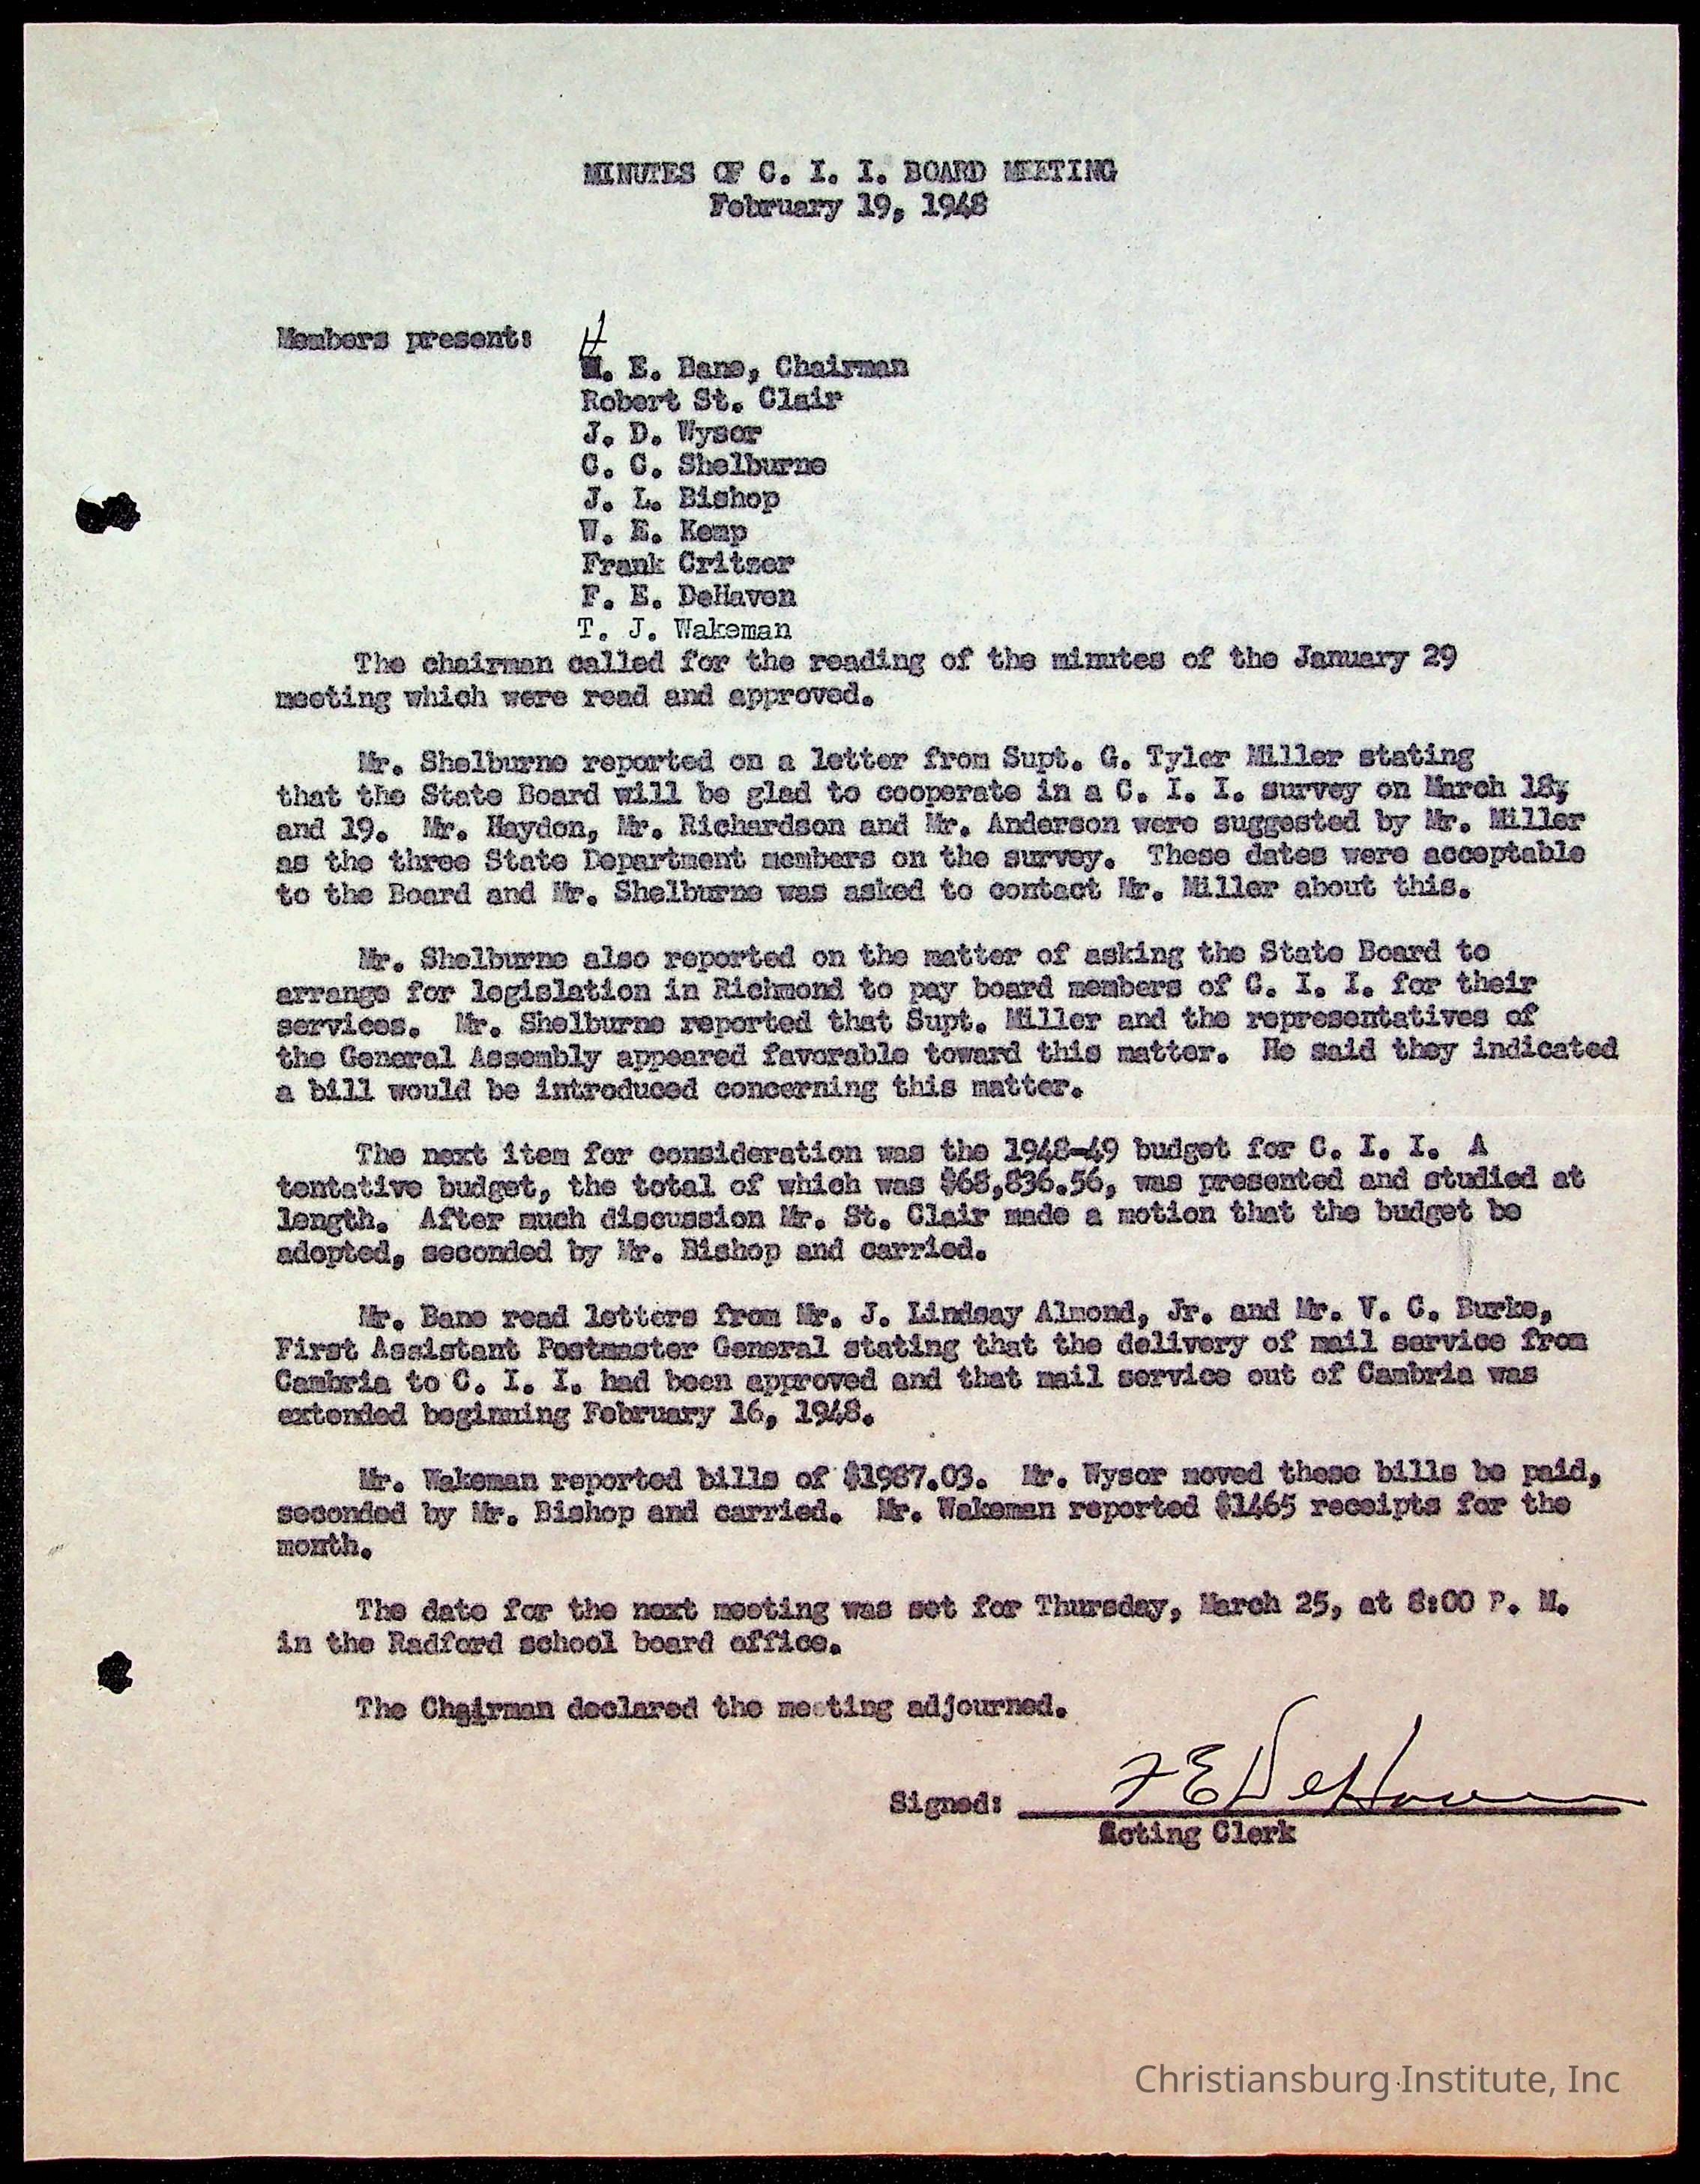 MINUTES OF C. I. I. BOARD MEETING
February 19, 1948
Members present:
H
. E. Bane, Chairman
Robert St. Clair
J. D. Wysor
C. C. Shelburne
J. L. Bishop
W. E. Kemp
Frank Critzer
F. E. DeHaven
T. J. Wakeman
The chairman called for the reading of the minutes of the January 29
meeting which were read and approved.
Mr. Shelburne reported on a letter from Supt. G. Tyler Miller stating
that the State Board will be glad to cooperate in a C. I. I. survey on March 18,
and 19. Mr. Haydon, Mr. Richardson and Mr. Anderson were suggested by Mr. Miller
as the three State Department members on the survey. These dates were acceptable
to the Board and Mr. Shelburne was asked to contact Mr. Miller about this.
Mr. Shelburne also reported on the matter of asking the State Board to
arrange for legislation in Richmond to pay board members of C. I. I. for their
services. Mr. Shelburne reported that Supt. Miller and the representatives of
the General Assembly appeared favorable toward this matter. He said they indicated
a bill would be introduced concerning this matter.
The next item for consideration was the 1948-49 budget for C. I. I. A
tentative budget, the total of which was $68,836.56, was presented and studied at
length. After much discussion Mr. St. Clair made a motion that the budget be
adopted, seconded by Mr. Bishop and carried.
Mr. Bane read letters from Mr. J. Lindsay Almond, Jr. and Mr. V. C. Burke,
First Assistant Postmaster General stating that the delivery of mail service from
Cambria to C. I. I. had been approved and that mail service out of Cambria was
extended beginning February 16, 1948.
Mr. Wakeman reported bills of $1987.03. Mr. Wysor moved these bills be paid,
seconded by Mr. Bishop and carried. Mr. Wakeman reported $1465 receipts for the
month.
The date for the next meeting was set for Thursday, March 25, at 8:00 P. M.
in the Radford school board office.
The Chairman declared the meeting adjourned.
Signed: F E DeHaven
Acting Clerk
Christiansburg Institute, Inc